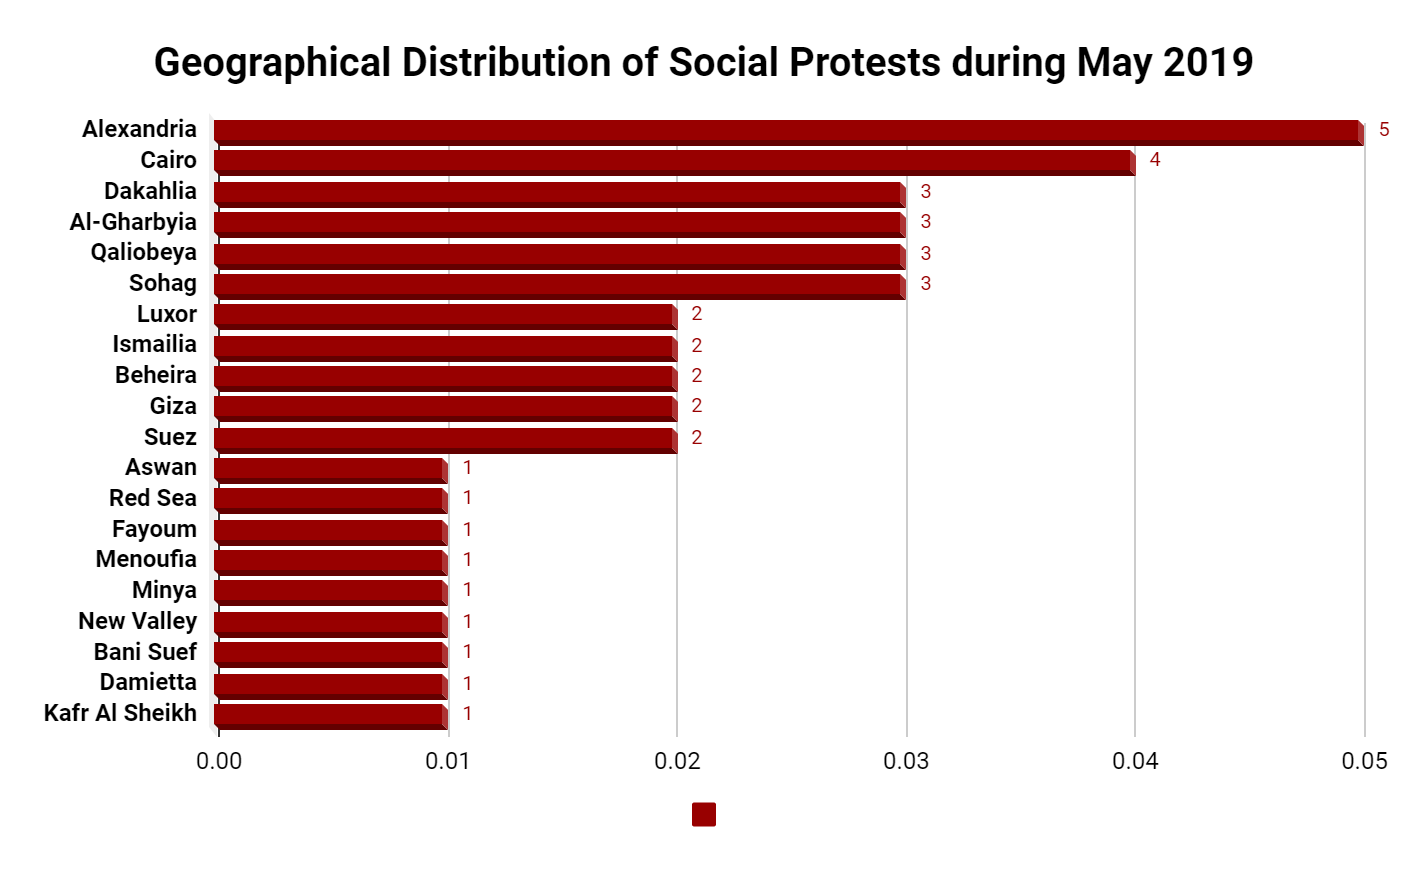 Geographical Distribution of Social Protests during May 2019
Alexandria 5
Cairo 4
Dakahlia 3
Al-Gharbyia 3
Qaliobeya 3
Sohag 3
Luxor 2
Ismailia 2
Beheira 2
Giza 2
Suez 2
Aswan 1
Red Sea 1
Fayoum 1
Menoufia 1
Minya 1
New Valley 1
Bani Suef 1
Damietta 1
Kafr Al Sheikh 1
0.00 0.01 0.02 0.03 0.04 0.05